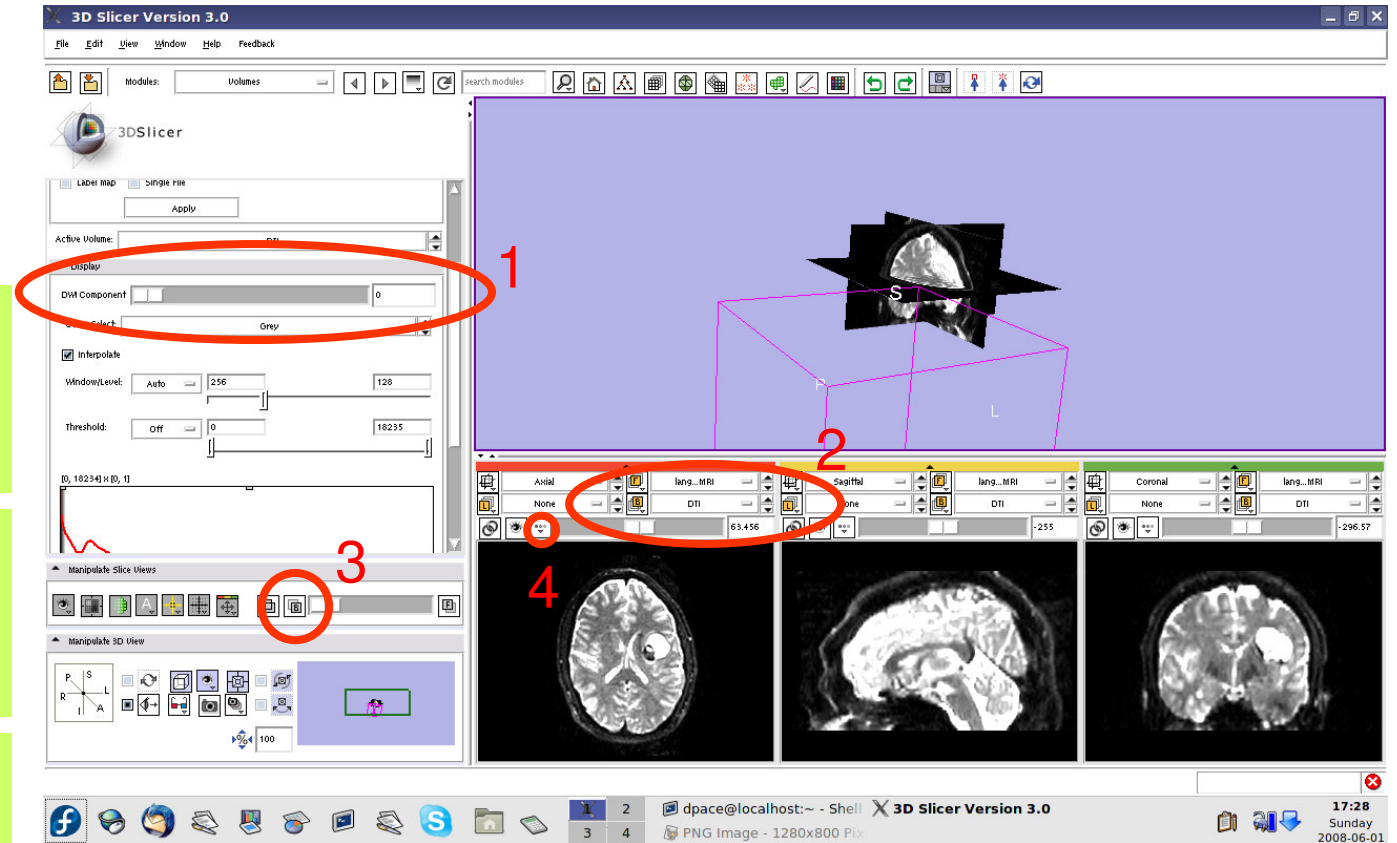 3D Slicer Version 3.0
File Edit View Window Help Feedback
Modules: Volumes search modules
3DSlicer
Label Map Single File
Apply
Active Volume: DTI
Display
1
DWI Component 0
Select: Grey
Interpolate
Window/Level: Auto 256 128
Threshold: Off 0 18235
[0, 18234] x [0, 1]
S
P
L
2
F Axial F lang...MRI Sagittal F lang...MRI Coronal F lang...MRI
L None B DTI L None B DTI L None B DTI
63.456 -255 -296.57
3
4
Manipulate Slice Views
A B F
Manipulate 3D View
P S
R L
I A
% 100
1 2 dpace@localhost:~ - Shell 3D Slicer Version 3.0
3 4 PNG Image - 1280x800 Pix
17:28
Sunday
2008-06-01